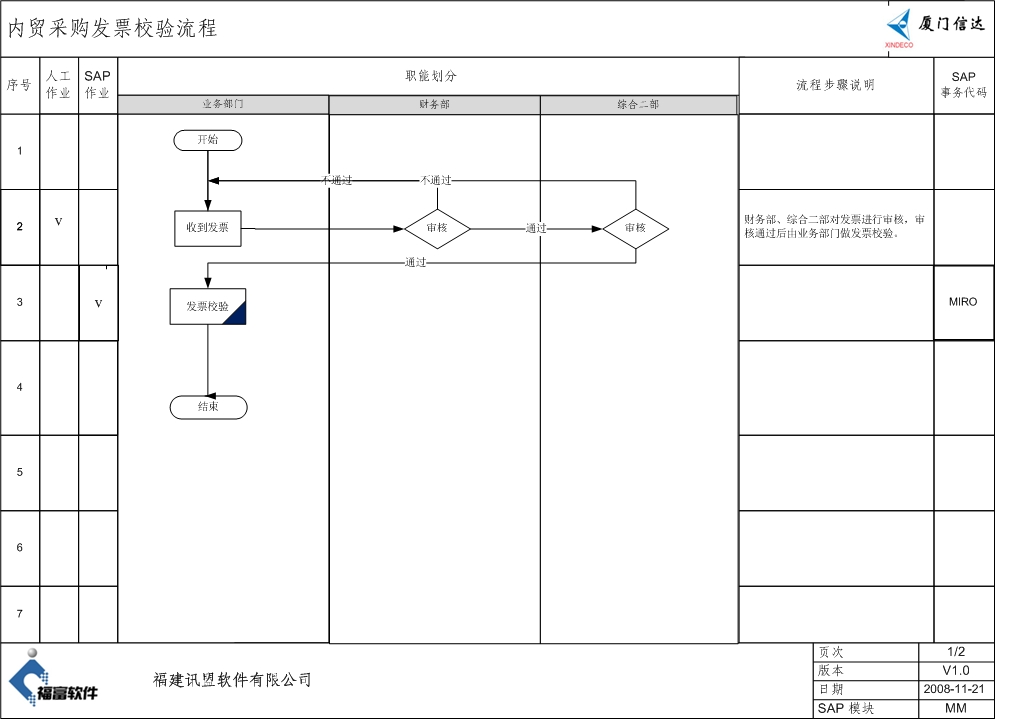 内贸采购发票校验流程
厦门信达
XINDECO
序号
人工
作业
SAP
作业
职能划分
流程步骤说明
SAP
事务代码
业务部门
财务部
综合二部
1
开始
不通过
不通过
2
v
收到发票
审核
通过
审核
财务部、综合二部对发票进行审核，审
核通过后由业务部门做发票校验。
通过
3
v
发票校验
MIRO
4
结束
5
6
7
福富软件
福建讯盟软件有限公司
页次
1/2
版本
V1.0
日期
2008-11-21
SAP 模块
MM